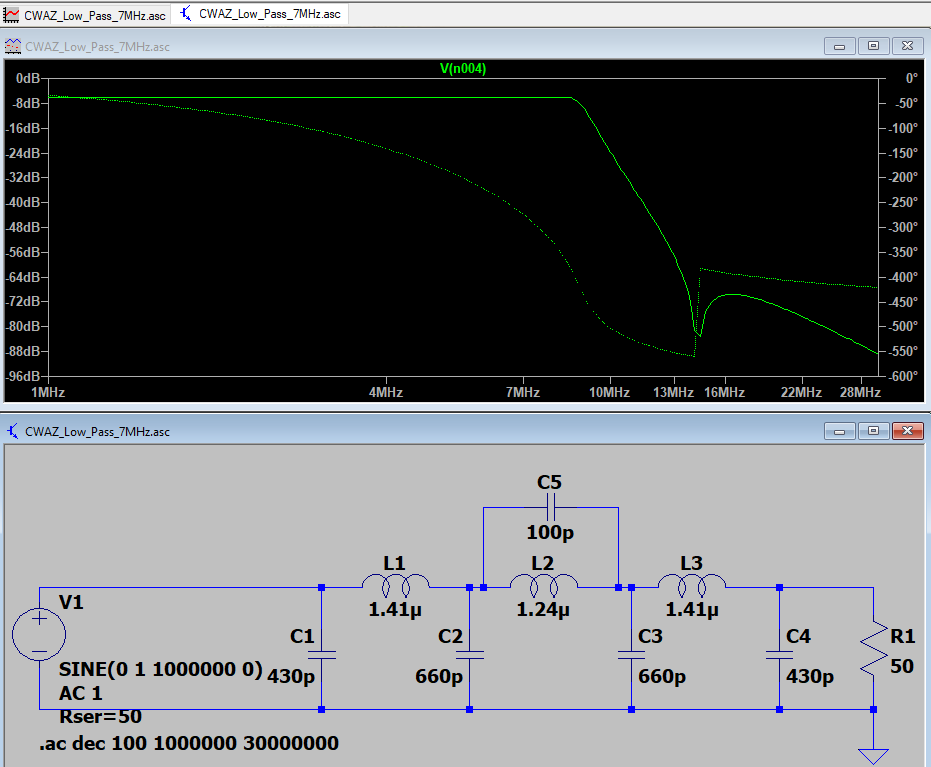 CWAZ_Low_Pass_7MHz.asc CWAZ_Low_Pass_7MHz.asc
CWAZ_Low_Pass_7MHz.asc
V(n004)
0dB 0°
-8dB -50°
-16dB -100°
-24dB -150°
-32dB -200°
-40dB -250°
-48dB -300°
-56dB -350°
-64dB -400°
-72dB -450°
-80dB -500°
-88dB -550°
-96dB -600°
1MHz 4MHz 7MHz 10MHz 13MHz 16MHz 22MHz 28MHz
CWAZ_Low_Pass_7MHz.asc
C5
100p
L1 L2 L3
1.41µ 1.24µ 1.41µ
V1
C1 C2 C3 C4 R1
SINE(0 1 1000000 0) 430p 660p 660p 430p 50
AC 1
Rser=50
.ac dec 100 1000000 30000000